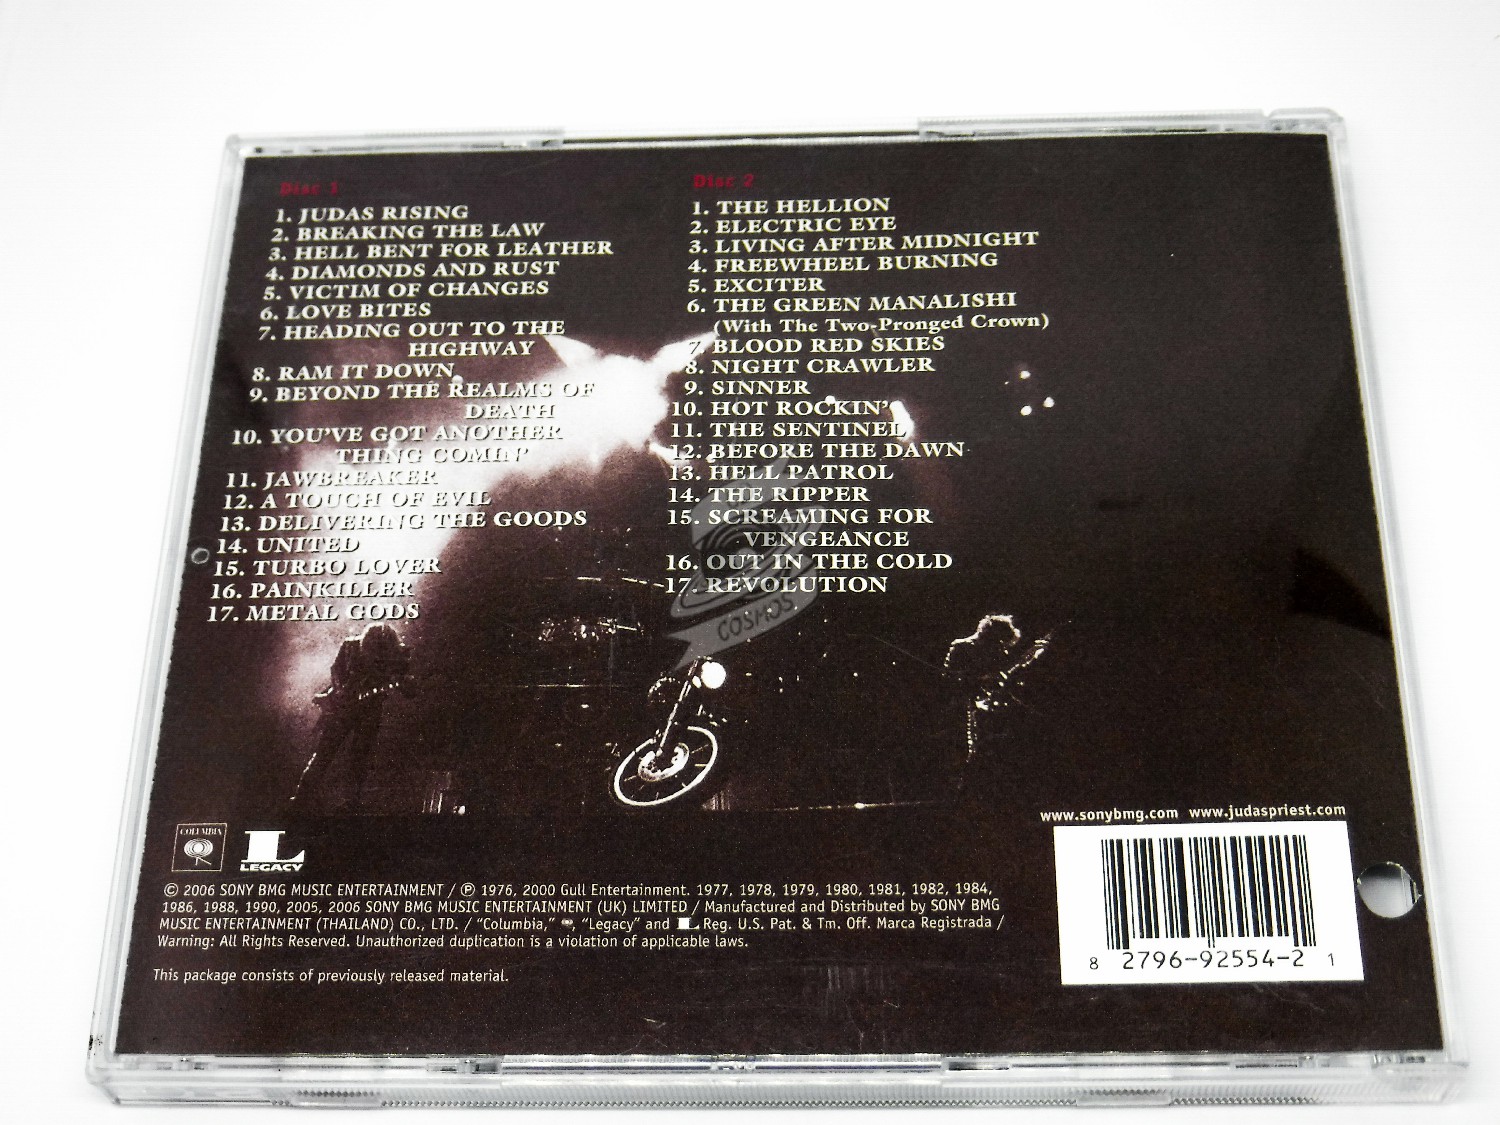 Disc 1
1. JUDAS RISING
2. BREAKING THE LAW
3. HELL BENT FOR LEATHER
4. DIAMONDS AND RUST
5. VICTIM OF CHANGES
6. LOVE BITES
7. HEADING OUT TO THE
HIGHWAY
8. RAM IT DOWN
9. BEYOND THE REALMS OF
DEATH
10. YOU'VE GOT ANOTHER
THING COMIN'
11. JAWBREAKER
12. A TOUCH OF EVIL
13. DELIVERING THE GOODS
14. UNITED
15. TURBO LOVER
16. PAINKILLER
17. METAL GODS
Disc 2
1. THE HELLION
2. ELECTRIC EYE
3. LIVING AFTER MIDNIGHT
4. FREEWHEEL BURNING
5. EXCITER
6. THE GREEN MANALISHI
(With The Two-Pronged Crown)
7. BLOOD RED SKIES
8. NIGHT CRAWLER
9. SINNER
10. HOT ROCKIN'
11. THE SENTINEL
12. BEFORE THE DAWN
13. HELL PATROL
14. THE RIPPER
15. SCREAMING FOR
VENGEANCE
16. OUT IN THE COLD
17. REVOLUTION
COSMOS
www.sonybmg.com www.judaspriest.com
COLUMBIA
L
LEGACY
© 2006 SONY BMG MUSIC ENTERTAINMENT / ℗ 1976, 2000 Gull Entertainment. 1977, 1978, 1979, 1980, 1981, 1982, 1984,
1986, 1988, 1990, 2005, 2006 SONY BMG MUSIC ENTERTAINMENT (UK) LIMITED / Manufactured and Distributed by SONY BMG
MUSIC ENTERTAINMENT (THAILAND) CO., LTD. / "Columbia," , "Legacy" and L Reg. U.S. Pat. & Tm. Off. Marca Registrada /
Warning: All Rights Reserved. Unauthorized duplication is a violation of applicable laws.
This package consists of previously released material.
8 2796-92554-2 1